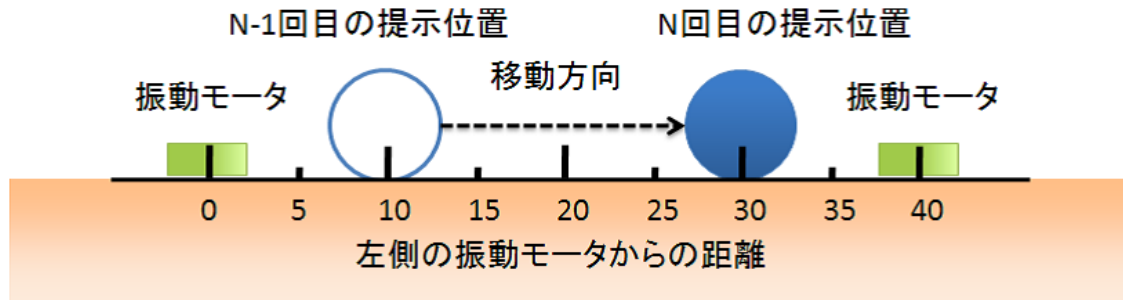 N-1回目の提示位置
N回目の提示位置
移動方向
振動モータ
振動モータ
0 5 10 15 20 25 30 35 40
左側の振動モータからの距離